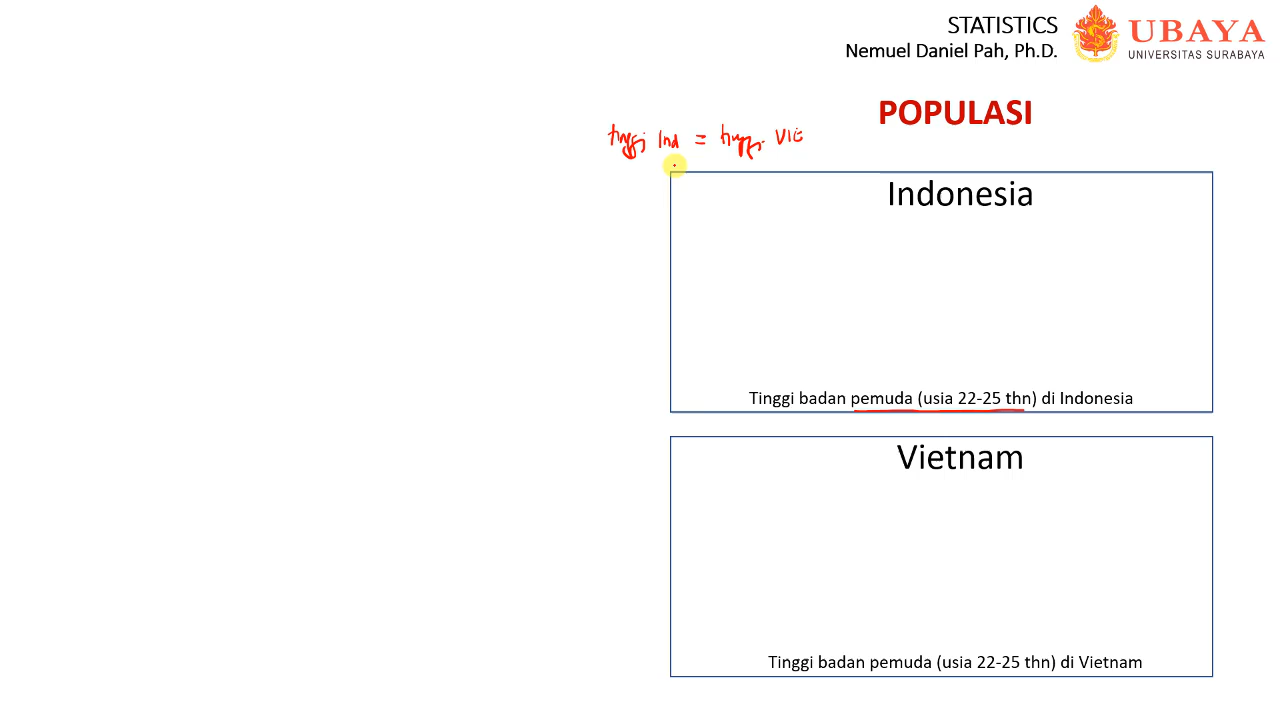 STATISTICS
Nemuel Daniel Pah, Ph.D.
UBAYA
UNIVERSITAS SURABAYA
POPULASI
tinggi Ind = tinggi VIE
Indonesia
Tinggi badan pemuda (usia 22-25 thn) di Indonesia
Vietnam
Tinggi badan pemuda (usia 22-25 thn) di Vietnam